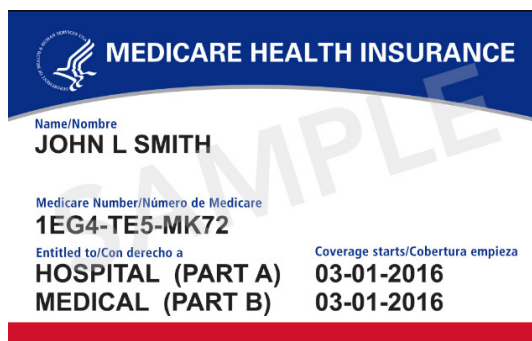 MEDICARE HEALTH INSURANCE
Name/Nombre
JOHN L SMITH
Medicare Number/Número de Medicare
1EG4-TE5-MK72
Entitled to/Con derecho a Coverage starts/Cobertura empieza
HOSPITAL (PART A) 03-01-2016
MEDICAL (PART B) 03-01-2016
SAMPLE